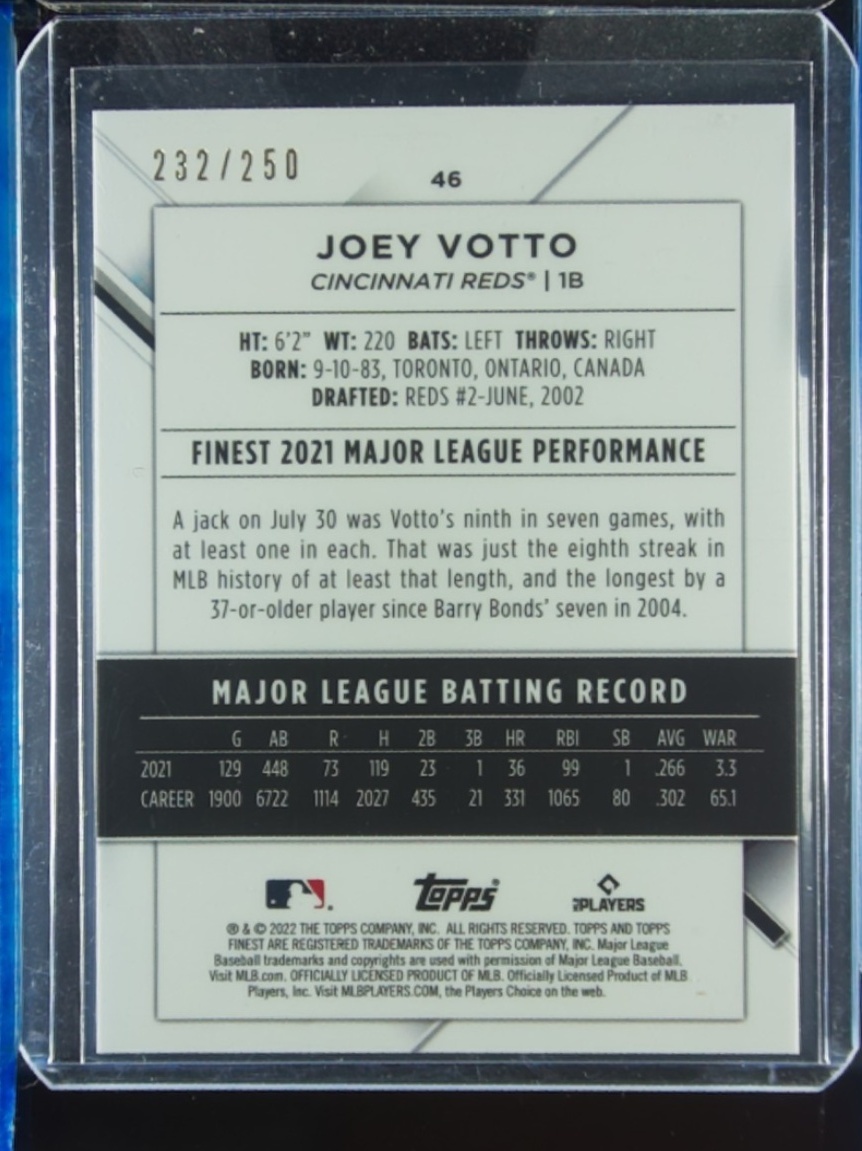 232/250
46
JOEY VOTTO
CINCINNATI REDS® | 1B
HT: 6'2" WT: 220 BATS: LEFT THROWS: RIGHT
BORN: 9-10-83, TORONTO, ONTARIO, CANADA
DRAFTED: REDS #2-JUNE, 2002
FINEST 2021 MAJOR LEAGUE PERFORMANCE
A jack on July 30 was Votto's ninth in seven games, with
at least one in each. That was just the eighth streak in
MLB history of at least that length, and the longest by a
37-or-older player since Barry Bonds' seven in 2004.
MAJOR LEAGUE BATTING RECORD
G AB R H 2B 3B HR RBI SB AVG WAR
2021 129 448 73 119 23 1 36 99 1 .266 3.3
CAREER 1900 6722 1114 2027 435 21 331 1065 80 .302 65.1
Topps®
PLAYERS
® & © 2022 THE TOPPS COMPANY, INC. ALL RIGHTS RESERVED. TOPPS AND TOPPS
FINEST ARE REGISTERED TRADEMARKS OF THE TOPPS COMPANY, INC. Major League
Baseball trademarks and copyrights are used with permission of Major League Baseball.
Visit MLB.com. OFFICIALLY LICENSED PRODUCT OF MLB. Officially Licensed Product of MLB
Players, Inc. Visit MLBPLAYERS.COM, the Players Choice on the web.